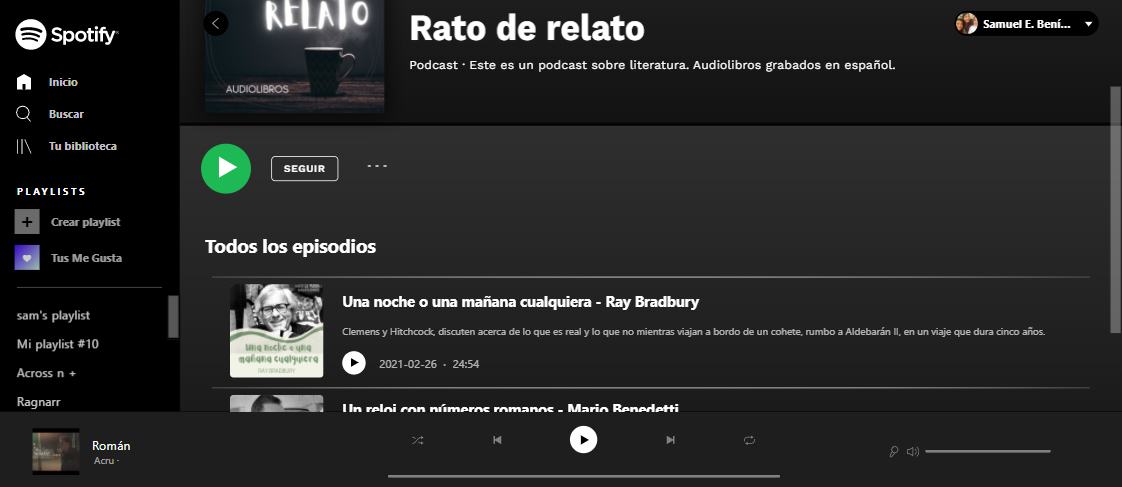 Spotify
Inicio
Buscar
Tu biblioteca
PLAYLISTS
Crear playlist
Tus Me Gusta
sam's playlist
Mi playlist #10
Across n +
Ragnarr
RELATO
AUDIOLIBROS
Rato de relato
Podcast · Este es un podcast sobre literatura. Audiolibros grabados en español.
Samuel E. Bení...
SEGUIR
Todos los episodios
Una noche o una mañana cualquiera
RAY BRADBURY
Una noche o una mañana cualquiera - Ray Bradbury
Clemens y Hitchcock, discuten acerca de lo que es real y lo que no mientras viajan a bordo de un cohete, rumbo a Aldebarán II, en un viaje que dura cinco años.
2021-02-26 · 24:54
Un reloj con números romanos - Mario Benedetti
Román
Acru ·